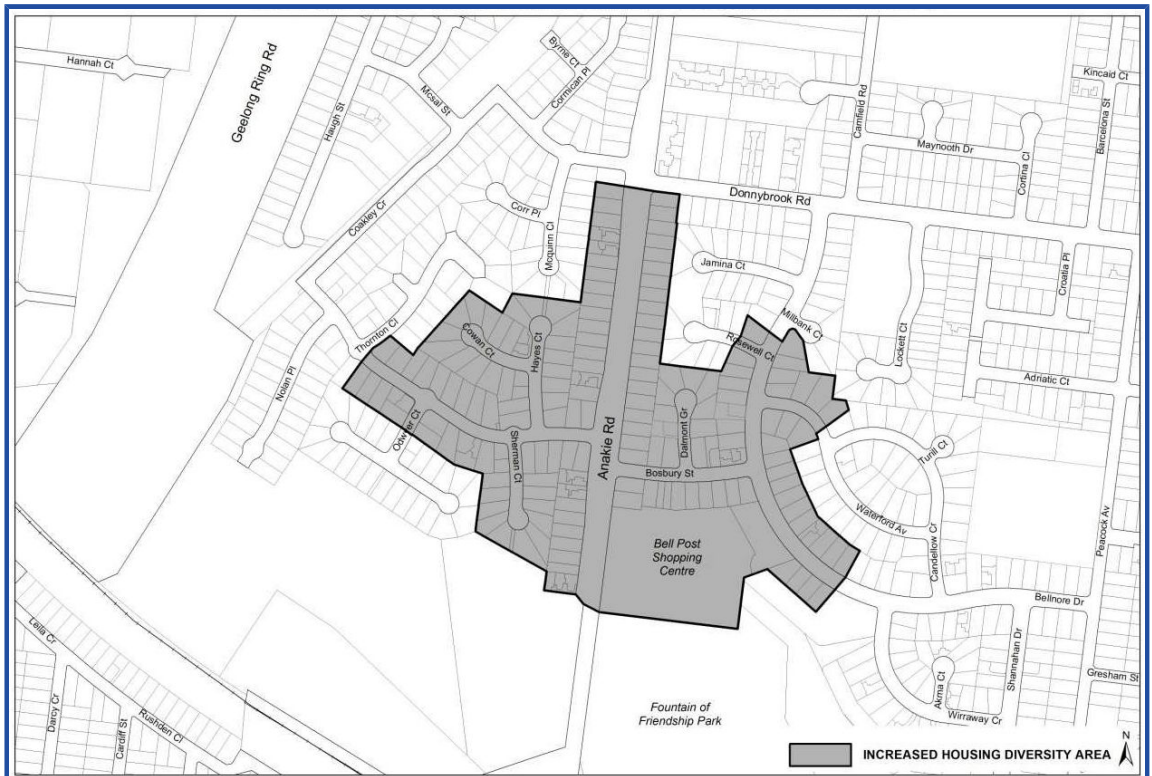 Hannah Ct
Geelong Ring Rd
Haugh St
Mcsal St
Byrne Ct
Cormican Pl
Camfield Rd
Kincaid Ct
Barcelona St
Maynooth Dr
Cortina Cl
Donnybrook Rd
Coakley Cr
Corr Pl
Mcquinn Cl
Jamina Ct
Croatia Pl
Millbank Ct
Rosewell Ct
Lockett Ct
Adriatic Ct
Thornton Cl
Cowan Ct
Hayes Ct
Nolan Pl
Odwyer Ct
Sherman Ct
Anakie Rd
Dalmont Gr
Bosbury St
Turill Ct
Waterford Av
Candellow Cr
Peacock Av
Bell Post
Shopping
Centre
Bellnore Dr
Shannahan Dr
Gresham St
Akma Ct
Wirraway Cr
Leila Cr
Darcy Cr
Cardiff St
Rushden Cl
Fountain of
Friendship Park
N
INCREASED HOUSING DIVERSITY AREA